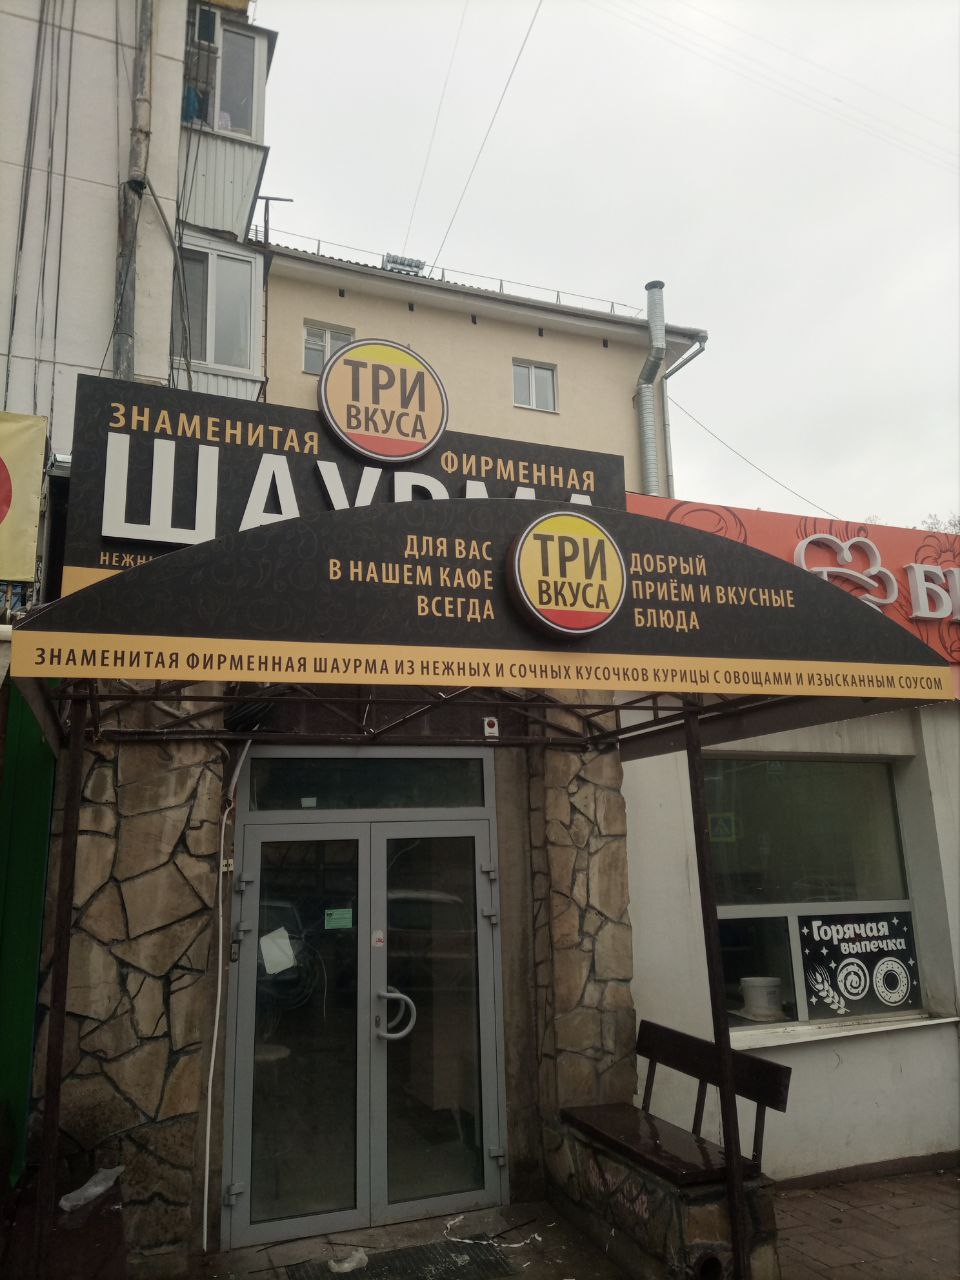 ЗНАМЕНИТАЯ
ТРИ
ВКУСА
ФИРМЕННАЯ
ШАУРМА
ДЛЯ ВАС
В НАШЕМ КАФЕ
ВСЕГДА
ТРИ
ВКУСА
ДОБРЫЙ
ПРИЁМ И ВКУСНЫЕ
БЛЮДА
ЗНАМЕНИТАЯ ФИРМЕННАЯ ШАУРМА ИЗ НЕЖНЫХ И СОЧНЫХ КУСОЧКОВ КУРИЦЫ С ОВОЩАМИ И ИЗЫСКАННЫМ СОУСОМ
Горячая
выпечка